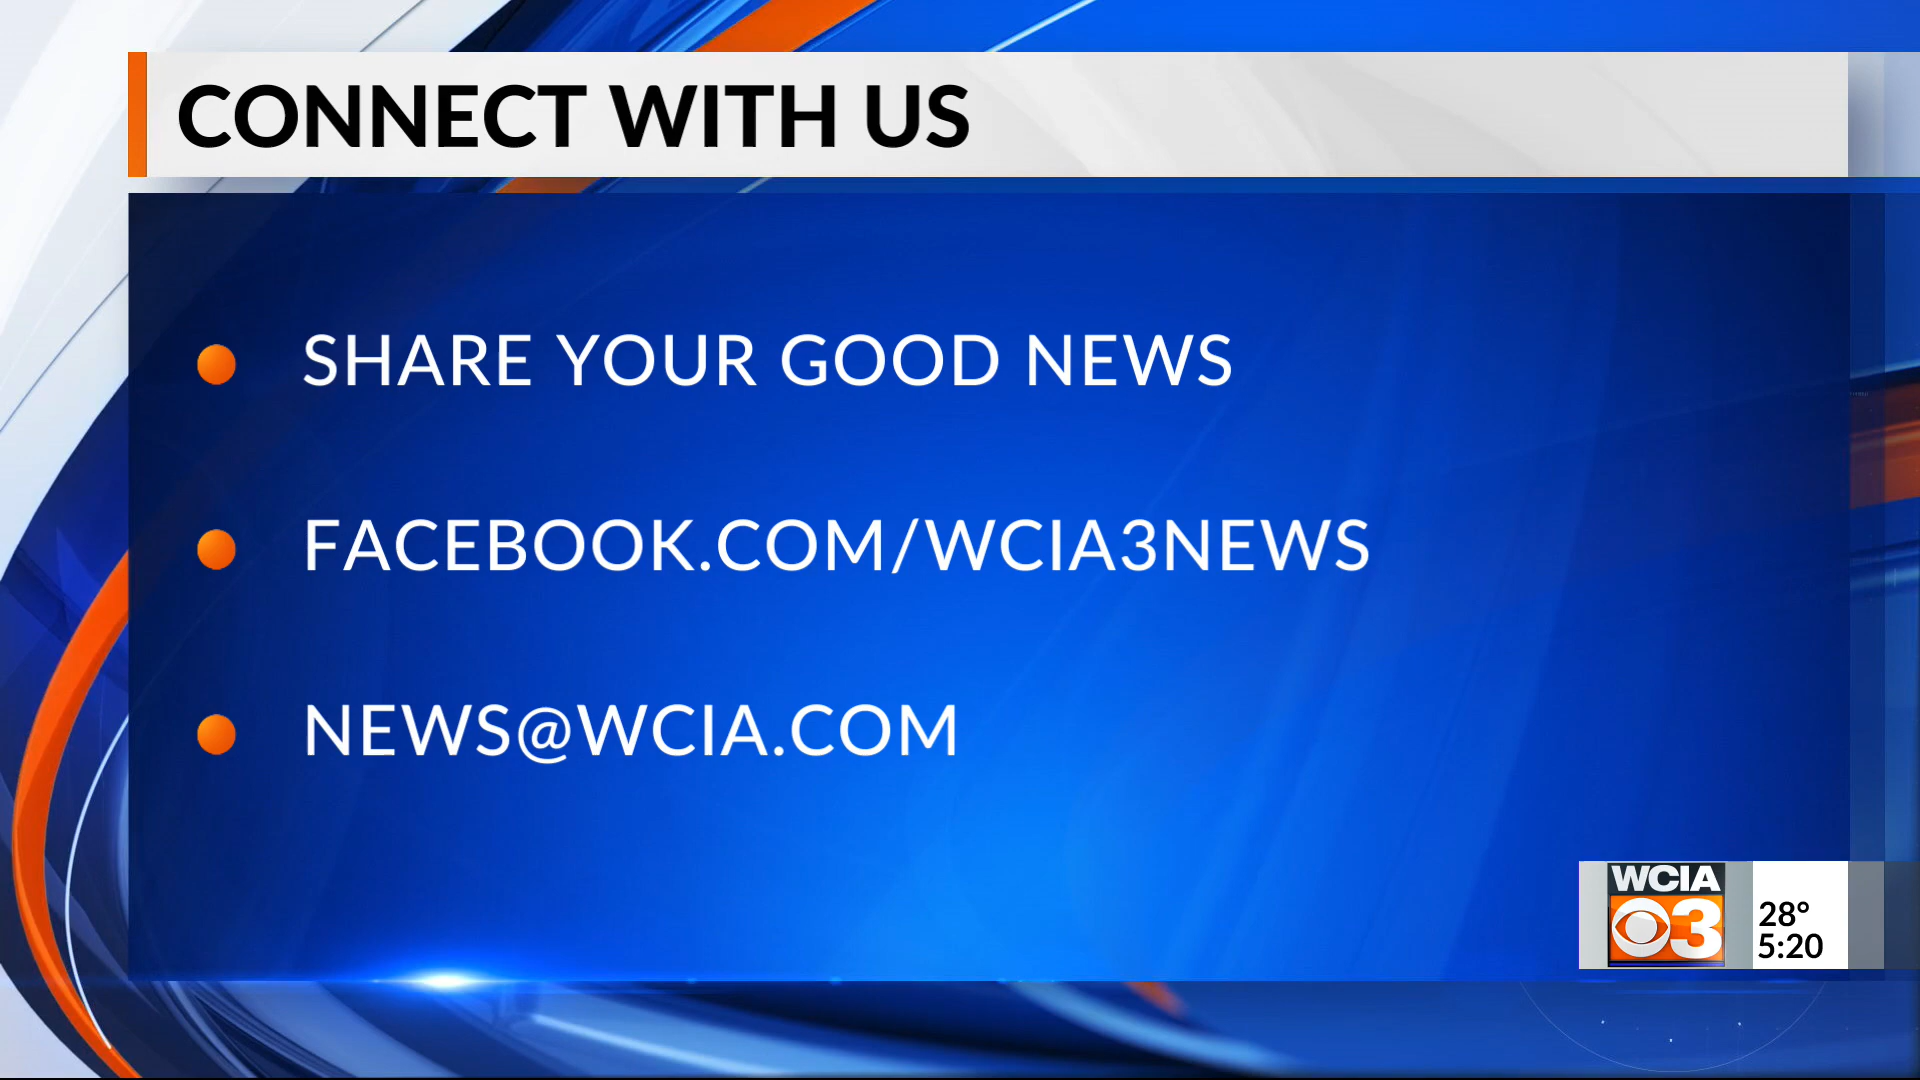 CONNECT WITH US
SHARE YOUR GOOD NEWS
FACEBOOK.COM/WCIA3NEWS
NEWS@WCIA.COM
WCIA
3
28°
5:20